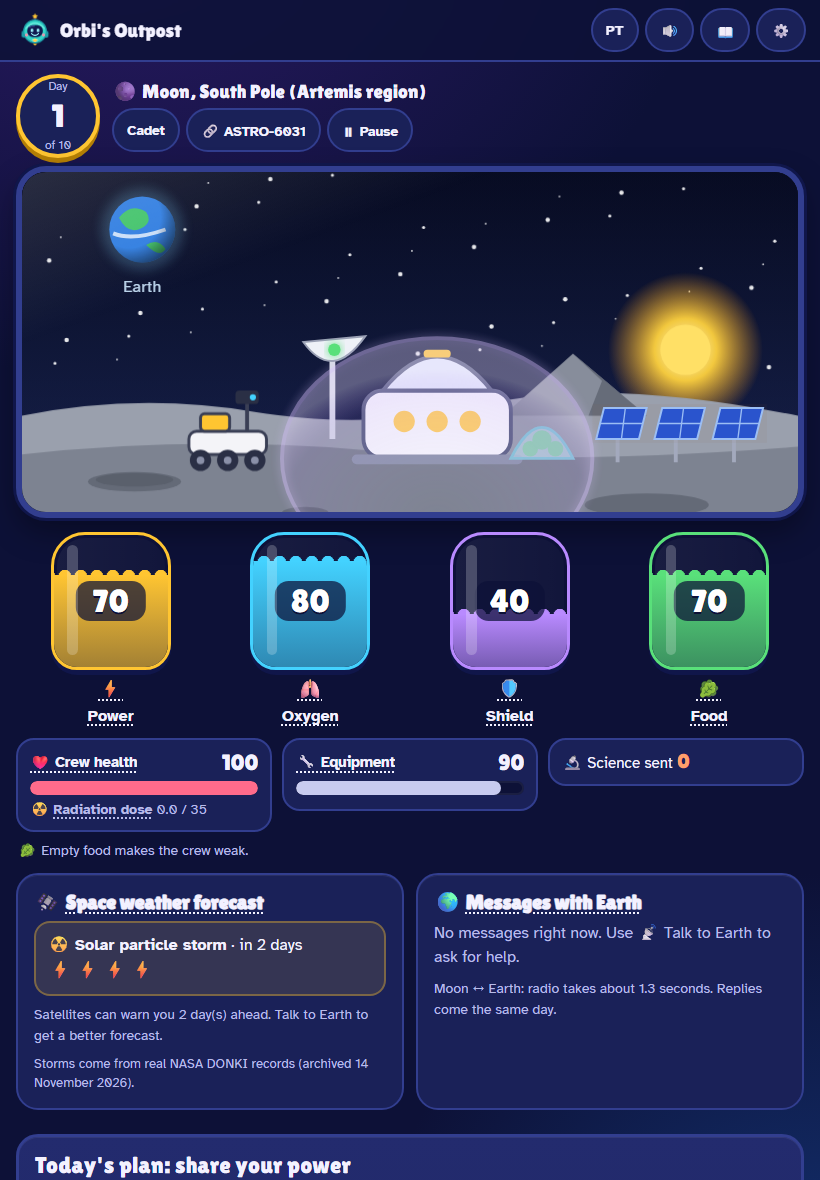 Orbi's Outpost
PT
Day
1
of 10
Moon, South Pole (Artemis region)
Cadet
ASTRO-6031
Pause
Earth
70
80
40
70
Power
Oxygen
Shield
Food
Crew health 100
Radiation dose 0.0 / 35
Equipment 90
Science sent 0
Empty food makes the crew weak.
Space weather forecast
Solar particle storm · in 2 days
Satellites can warn you 2 day(s) ahead. Talk to Earth to
get a better forecast.
Storms come from real NASA DONKI records (archived 14
November 2026).
Messages with Earth
No messages right now. Use Talk to Earth to
ask for help.
Moon ↔ Earth: radio takes about 1.3 seconds. Replies
come the same day.
Today's plan: share your power